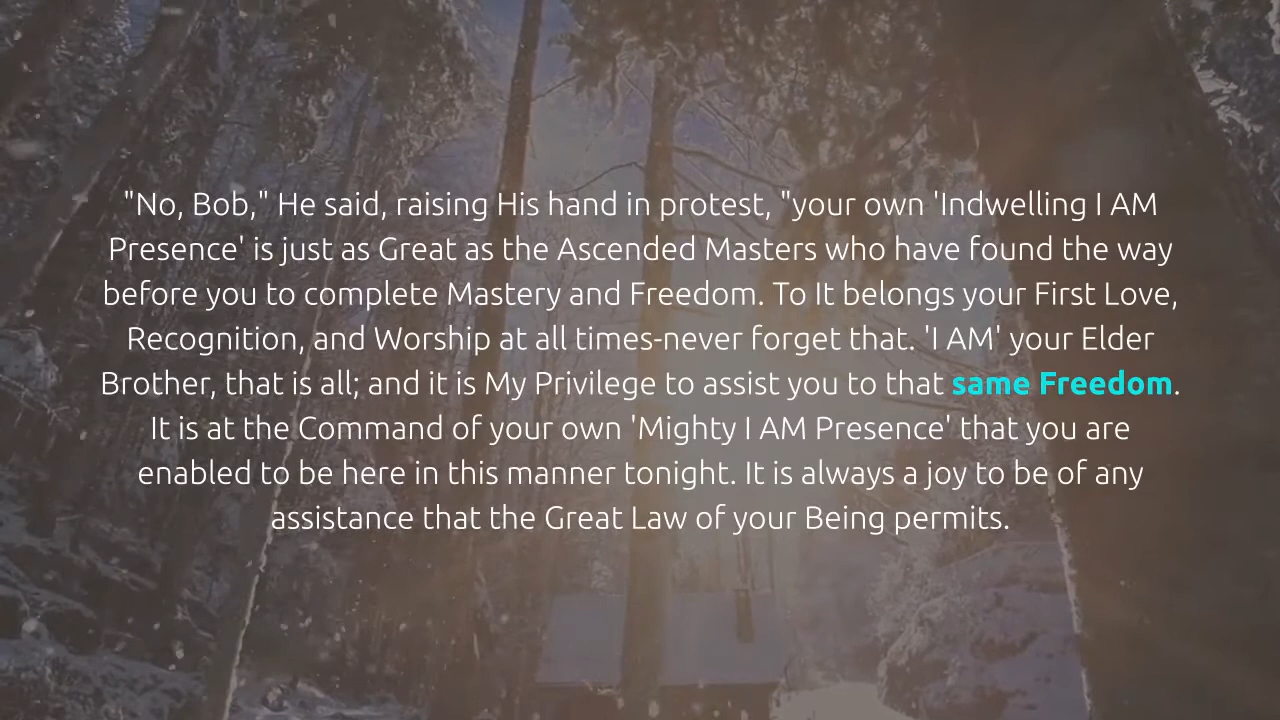 "No, Bob," He said, raising His hand in protest, "your own 'Indwelling I AM
Presence' is just as Great as the Ascended Masters who have found the way
before you to complete Mastery and Freedom. To It belongs your First Love,
Recognition, and Worship at all times-never forget that. 'I AM' your Elder
Brother, that is all; and it is My Privilege to assist you to that same Freedom.
It is at the Command of your own 'Mighty I AM Presence' that you are
enabled to be here in this manner tonight. It is always a joy to be of any
assistance that the Great Law of your Being permits.